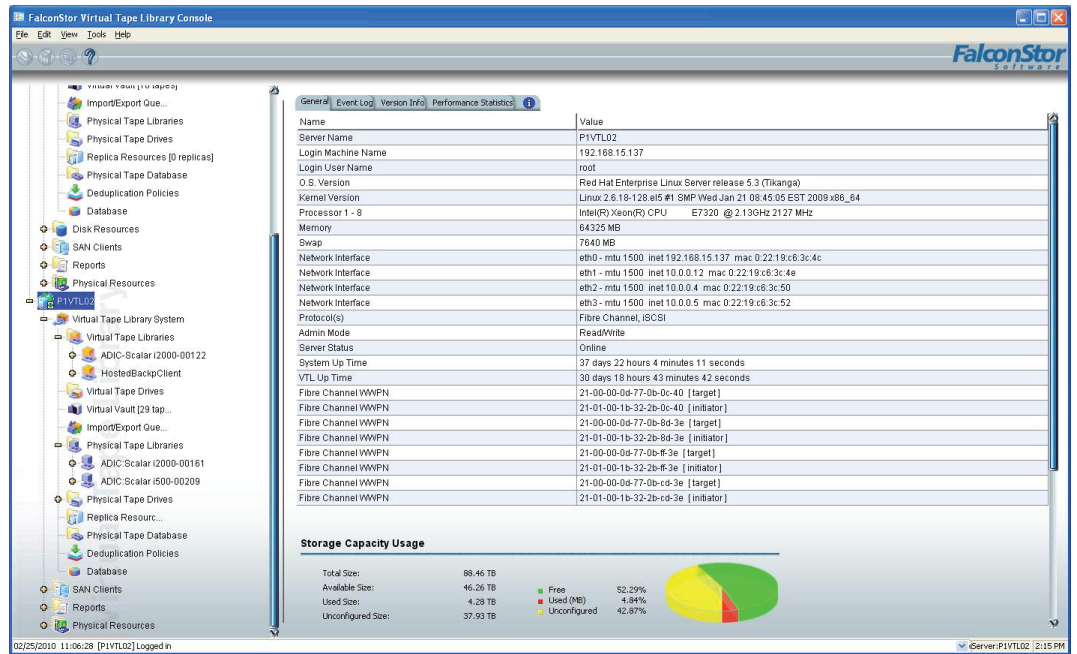 FalconStor Virtual Tape Library Console
File Edit View Tools Help
FalconStor
Software
Virtual Vault [10 tapes]
Import/Export Que...
Physical Tape Libraries
Physical Tape Drives
Replica Resources [0 replicas]
Physical Tape Database
Deduplication Policies
Database
Disk Resources
SAN Clients
Reports
Physical Resources
P1VTL02
Virtual Tape Library System
Virtual Tape Libraries
ADIC-Scalar i2000-00122
HostedBackpClient
Virtual Tape Drives
Virtual Vault [29 tap...
Import/Export Que...
Physical Tape Libraries
ADIC:Scalar i2000-00161
ADIC:Scalar i500-00209
Physical Tape Drives
Replica Resourc...
Physical Tape Database
Deduplication Policies
Database
SAN Clients
Reports
Physical Resources
General Event Log Version Info Performance Statistics
Name Value
Server Name P1VTL02
Login Machine Name 192.168.15.137
Login User Name root
O.S. Version Red Hat Enterprise Linux Server release 5.3 (Tikanga)
Kernel Version Linux 2.6.18-128.el5 #1 SMP Wed Jan 21 08:45:05 EST 2009 x86_64
Processor 1 - 8 Intel(R) Xeon(R) CPU E7320 @ 2.13GHz 2127 MHz
Memory 64325 MB
Swap 7640 MB
Network Interface eth0 - mtu 1500 inet 192.168.15.137 mac 0:22:19:c6:3c:4c
Network Interface eth1 - mtu 1500 inet 10.0.0.12 mac 0:22:19:c6:3c:4e
Network Interface eth2 - mtu 1500 inet 10.0.0.4 mac 0:22:19:c6:3c:50
Network Interface eth3 - mtu 1500 inet 10.0.0.5 mac 0:22:19:c6:3c:52
Protocol(s) Fibre Channel, iSCSI
Admin Mode Read/Write
Server Status Online
System Up Time 37 days 22 hours 4 minutes 11 seconds
VTL Up Time 30 days 18 hours 43 minutes 42 seconds
Fibre Channel WWPN 21-00-00-0d-77-0b-0c-40 [target]
Fibre Channel WWPN 21-01-00-1b-32-2b-0c-40 [initiator]
Fibre Channel WWPN 21-00-00-0d-77-0b-8d-3e [target]
Fibre Channel WWPN 21-01-00-1b-32-2b-8d-3e [initiator]
Fibre Channel WWPN 21-00-00-0d-77-0b-ff-3e [target]
Fibre Channel WWPN 21-01-00-1b-32-2b-ff-3e [initiator]
Fibre Channel WWPN 21-00-00-0d-77-0b-cd-3e [target]
Fibre Channel WWPN 21-01-00-1b-32-2b-cd-3e [initiator]
Storage Capacity Usage
Total Size: 88.46 TB
Available Size: 46.26 TB
Used Size: 4.28 TB
Unconfigured Size: 37.93 TB
Free 52.29%
Used (MB) 4.84%
Unconfigured 42.87%
02/25/2010 11:06:28 [P1VTL02] Logged in
Server:P1VTL02 2:15 PM